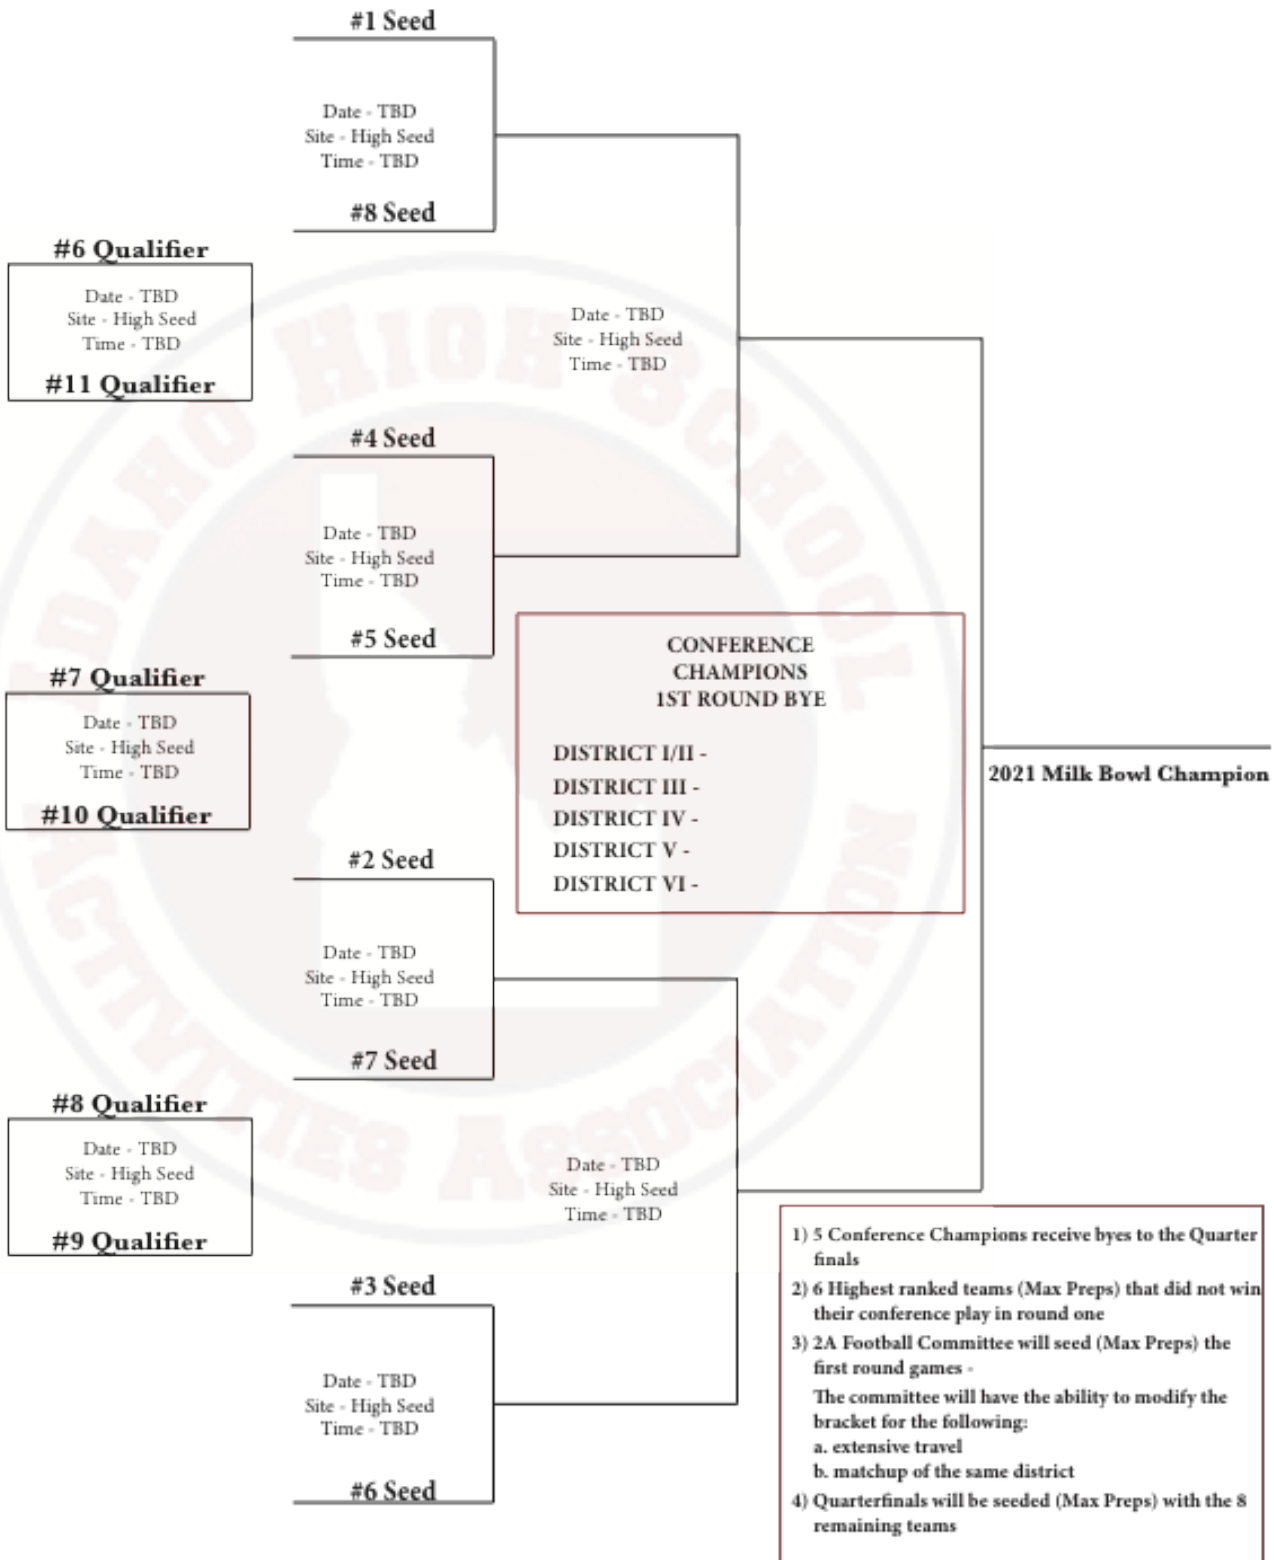 #1 Seed
Date - TBD
Site - High Seed
Time - TBD
#8 Seed
#6 Qualifier
Date - TBD
Site - High Seed
Time - TBD
#11 Qualifier
Date - TBD
Site - High Seed
Time - TBD
#4 Seed
Date - TBD
Site - High Seed
Time - TBD
#5 Seed
#7 Qualifier
Date - TBD
Site - High Seed
Time - TBD
#10 Qualifier
CONFERENCE
CHAMPIONS
1ST ROUND BYE
DISTRICT I/II -
DISTRICT III -
DISTRICT IV -
DISTRICT V -
DISTRICT VI -
2021 Milk Bowl Champion
#2 Seed
Date - TBD
Site - High Seed
Time - TBD
#7 Seed
#8 Qualifier
Date - TBD
Site - High Seed
Time - TBD
#9 Qualifier
Date - TBD
Site - High Seed
Time - TBD
#3 Seed
Date - TBD
Site - High Seed
Time - TBD
#6 Seed
1) 5 Conference Champions receive byes to the Quarter
finals
2) 6 Highest ranked teams (Max Preps) that did not win
their conference play in round one
3) 2A Football Committee will seed (Max Preps) the
first round games -
The committee will have the ability to modify the
bracket for the following:
a. extensive travel
b. matchup of the same district
4) Quarterfinals will be seeded (Max Preps) with the 8
remaining teams
IDAHO HIGH SCHOOL
ACTIVITIES ASSOCIATION